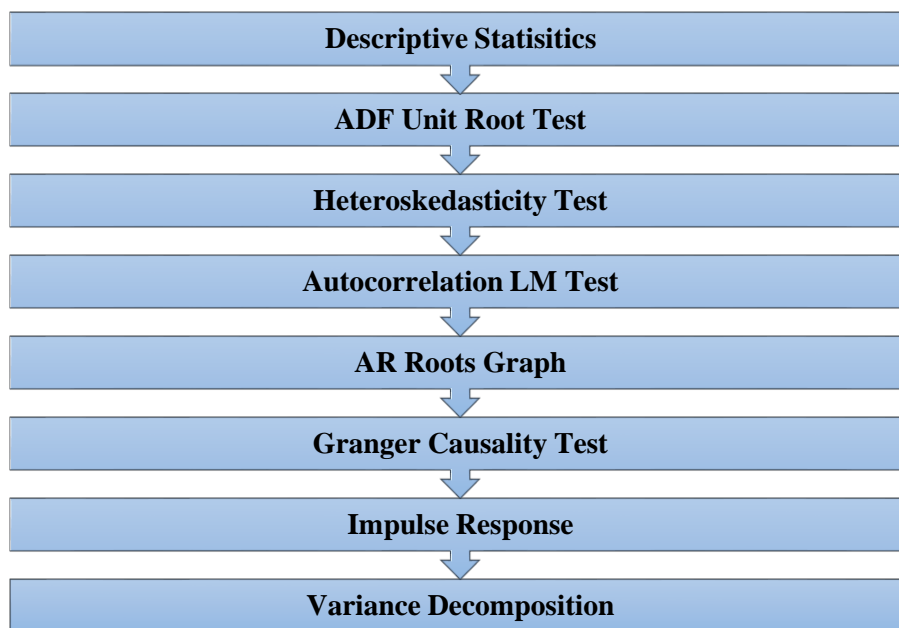 Descriptive Statisitics
ADF Unit Root Test
Heteroskedasticity Test
Autocorrelation LM Test
AR Roots Graph
Granger Causality Test
Impulse Response
Variance Decomposition